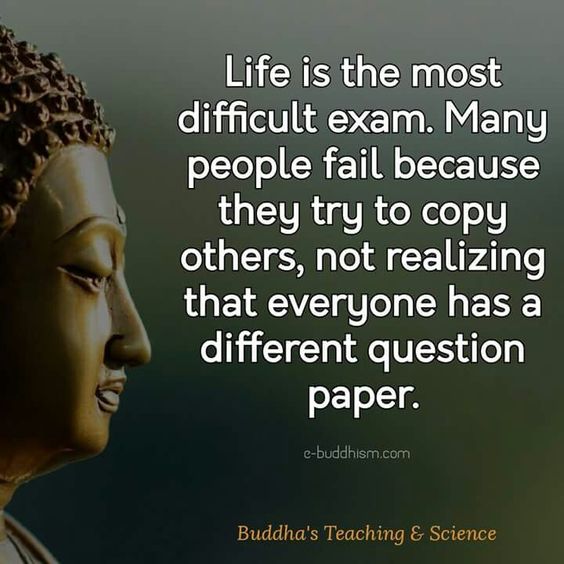 Life is the most
difficult exam. Many
people fail because
they try to copy
others, not realizing
that everyone has a
different question
paper.
e-buddhism.com
Buddha's Teaching & Science